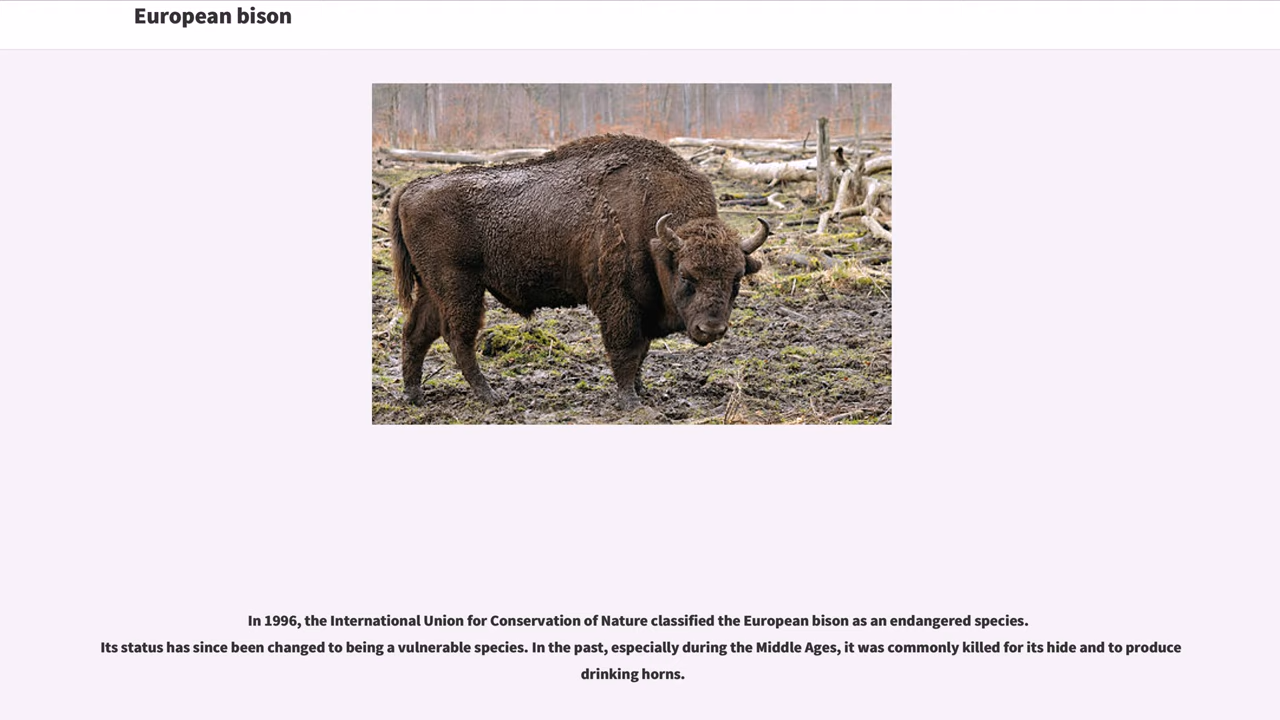 European bison
In 1996, the International Union for Conservation of Nature classified the European bison as an endangered species.
Its status has since been changed to being a vulnerable species. In the past, especially during the Middle Ages, it was commonly killed for its hide and to produce
drinking horns.